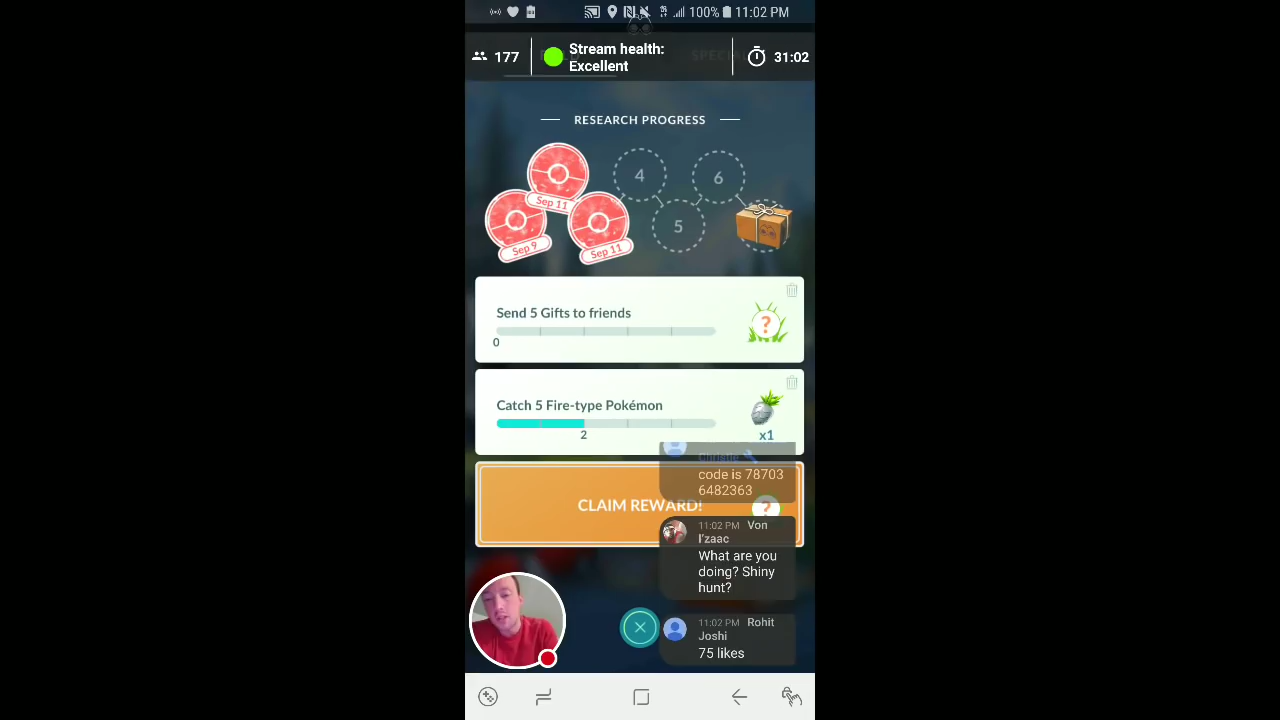 100% 11:02 PM
177
Stream health:
Excellent
31:02
SPECIAL
RESEARCH PROGRESS
Sep 11
Sep 9
Sep 11
4
6
5
Send 5 Gifts to friends
0
?
Catch 5 Fire-type Pokémon
2
x1
Christie
code is 78703
6482363
CLAIM REWARD!
?
11:02 PM Von
I'zaac
What are you
doing? Shiny
hunt?
11:02 PM Rohit
Joshi
75 likes